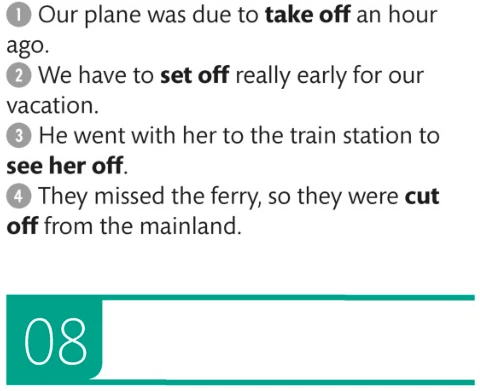 1 Our plane was due to take off an hour
ago.
2 We have to set off really early for our
vacation.
3 He went with her to the train station to
see her off.
4 They missed the ferry, so they were cut
off from the mainland.
08